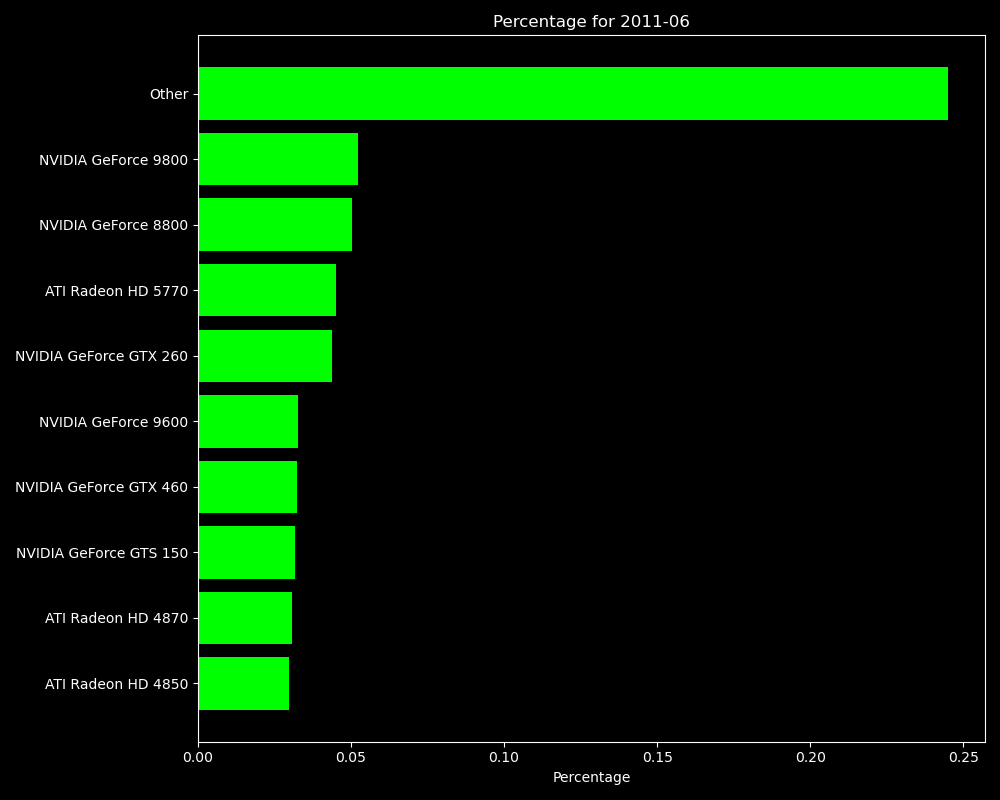 Percentage for 2011-06
Other
NVIDIA GeForce 9800
NVIDIA GeForce 8800
ATI Radeon HD 5770
NVIDIA GeForce GTX 260
NVIDIA GeForce 9600
NVIDIA GeForce GTX 460
NVIDIA GeForce GTS 150
ATI Radeon HD 4870
ATI Radeon HD 4850
0.00 0.05 0.10 0.15 0.20 0.25
Percentage